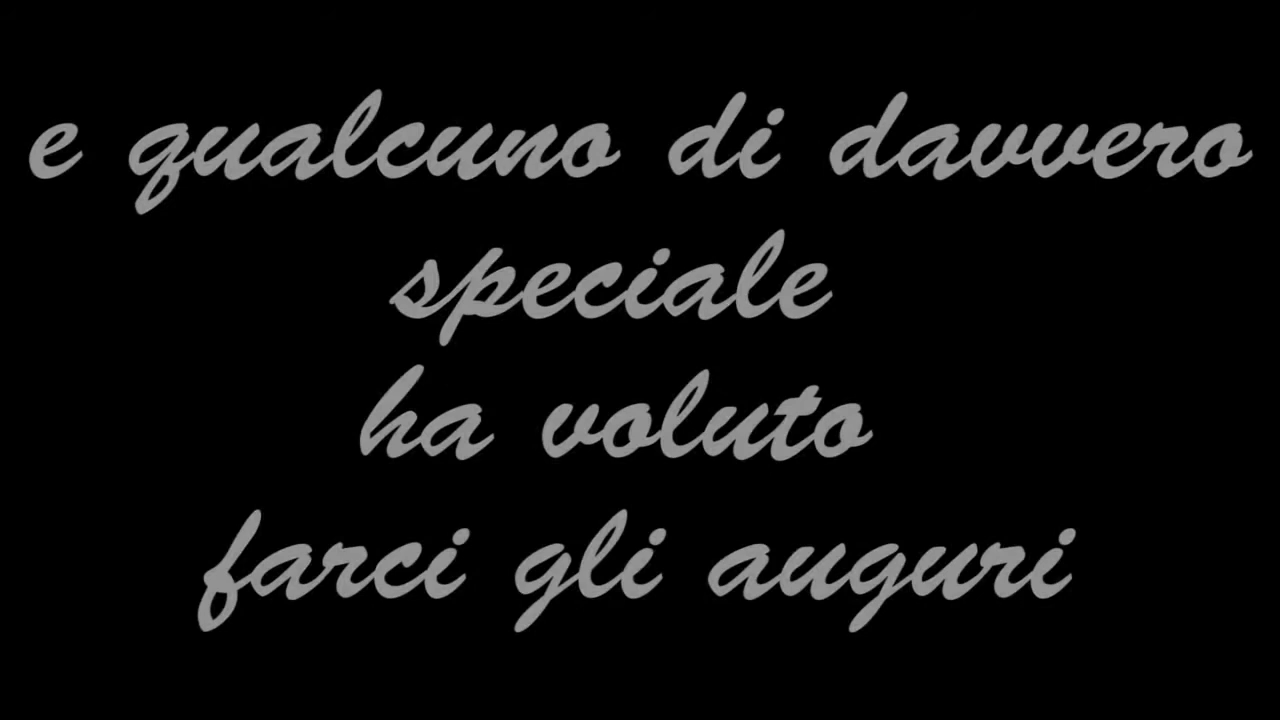 e qualcuno di davvero
speciale
ha voluto
farci gli auguri